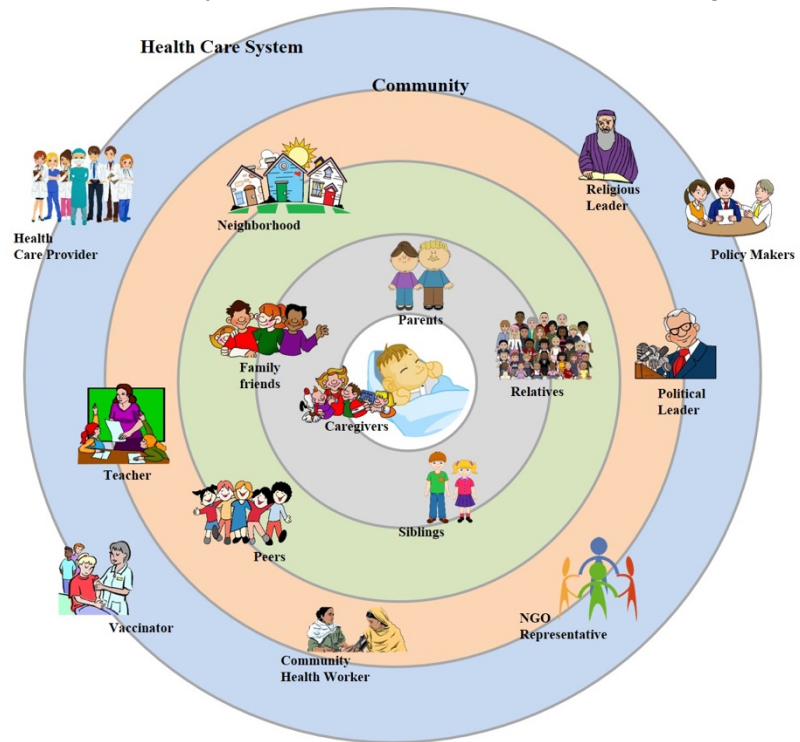 Health Care System
Community
Religious
Leader
Neighborhood
Health
Care Provider
Policy Makers
Parents
Family
friends
Relatives
Political
Leader
Caregivers
Teacher
Siblings
Peers
Vaccinator
NGO
Representative
Community
Health Worker